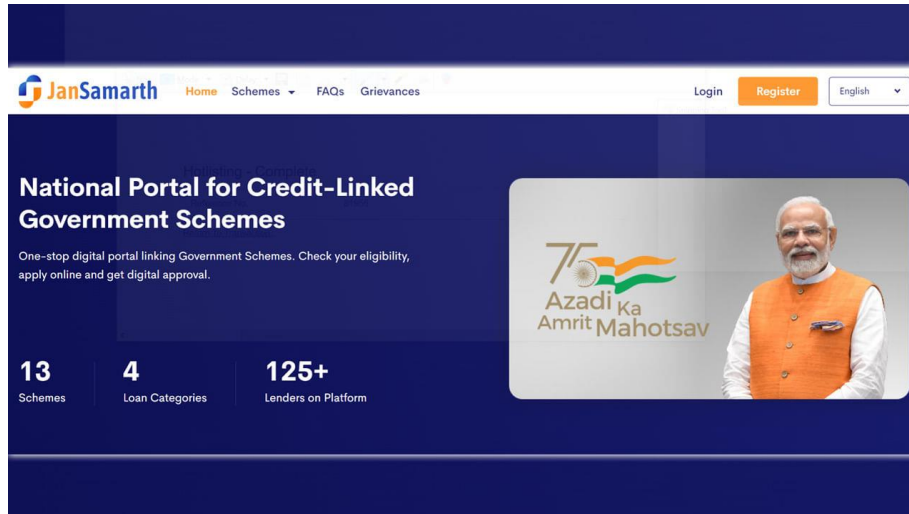 JanSamarth
Home Schemes FAQs Grievances
Login Register English
National Portal for Credit-Linked
Government Schemes
One-stop digital portal linking Government Schemes. Check your eligibility,
apply online and get digital approval.
75
Azadi Ka
Amrit Mahotsav
13 4 125+
Schemes Loan Categories Lenders on Platform